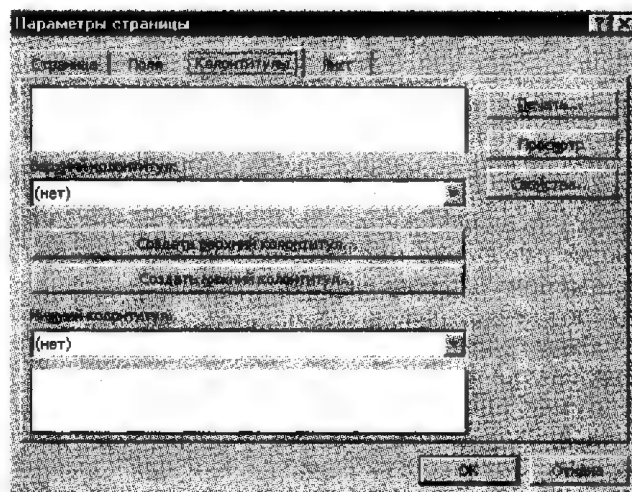 Параметры страницы
Страница Поля Колонтитулы Лист
Печать...
Просмотр
Верхний колонтитул:
Свойства...
(нет)
Создать верхний колонтитул...
Создать нижний колонтитул...
Нижний колонтитул:
(нет)
OK Отмена